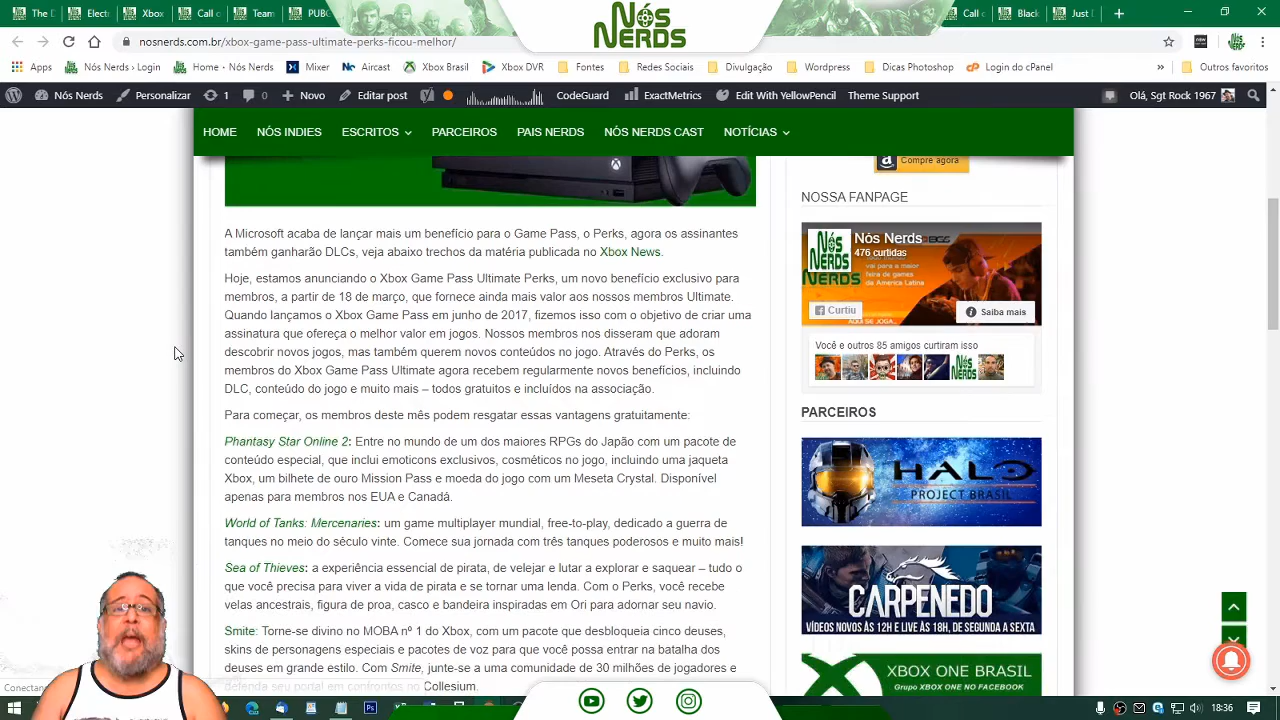 Electr
Xbox
Call o
Micro
Testan
PUBG
Call c
Black
Just
NÓS
NERDS
nosnerds.com.br/xbox-game-pass-ultimate-perks-ficou-melhor/
Apps
Nós Nerds › Login
Home - Nós Nerds
Mixer
Aircast
Xbox Brasil
Xbox DVR
Fontes
Redes Sociais
Divulgação
Wordpress
Dicas Photoshop
Login do cPanel
»
Outros favoritos
Nós Nerds
Personalizar
1
0
Novo
Editar post
CodeGuard
ExactMetrics
Edit With YellowPencil
Theme Support
Olá, Sgt Rock 1967
HOME
NÓS INDIES
ESCRITOS
PARCEIROS
PAIS NERDS
NÓS NERDS CAST
NOTÍCIAS
A Microsoft acaba de lançar mais um benefício para o Game Pass, o Perks, agora os assinantes
também ganharão DLCs, veja abaixo trechos da matéria publicada no Xbox News.
Hoje, estamos anunciando o Xbox Game Pass Ultimate Perks, um novo benefício exclusivo para
membros, a partir de 18 de março, que fornece ainda mais valor aos nossos membros Ultimate.
Quando lançamos o Xbox Game Pass em junho de 2017, fizemos isso com o objetivo de criar uma
assinatura que ofereça o melhor valor em jogos. Nossos membros nos disseram que adoram
descobrir novos jogos, mas também querem novos conteúdos no jogo. Através do Perks, os
membros do Xbox Game Pass Ultimate agora recebem regularmente novos benefícios, incluindo
DLC, conteúdo do jogo e muito mais – todos gratuitos e incluídos na associação.
Para começar, os membros deste mês podem resgatar essas vantagens gratuitamente:
Phantasy Star Online 2: Entre no mundo de um dos maiores RPGs do Japão com um pacote de
conteúdo especial, que inclui emoticons exclusivos, cosméticos no jogo, incluindo uma jaqueta
Xbox, um bilhete de ouro Mission Pass e moeda do jogo com um Meseta Crystal. Disponível
apenas para membros nos EUA e Canadá.
World of Tanks: Mercenaries: um game multiplayer mundial, free-to-play, dedicado a guerra de
tanques no meio do século vinte. Comece sua jornada com três tanques poderosos e muito mais!
Sea of Thieves: a experiência essencial de pirata, de velejar e lutar a explorar e saquear – tudo o
que você precisa para viver a vida de pirata e se tornar uma lenda. Com o Perks, você recebe
velas ancestrais, figura de proa, casco e bandeira inspiradas em Ori para adornar seu navio.
Smite: Torne-se divino no MOBA nº 1 do Xbox, com um pacote que desbloqueia cinco deuses,
skins de personagens especiais e pacotes de voz para que você possa entrar na batalha dos
deuses em grande estilo. Com Smite, junte-se a uma comunidade de 30 milhões de jogadores e
defenda seu portal em confrontos no Collesium.
Compre agora
NOSSA FANPAGE
NÓS
NERDS
Nós Nerds
476 curtidas
vai para a maior
feira de games
da America Latina
Curtiu
AQUI SE JOGA
Saiba mais
Você e outros 85 amigos curtiram isso
PARCEIROS
HALO
PROJECT BRASIL
CARPENEDO
VÍDEOS NOVOS ÀS 12H E LIVE ÀS 18H, DE SEGUNDA A SEXTA
XBOX ONE BRASIL
Grupo XBOX ONE NO FACEBOOK
18:36